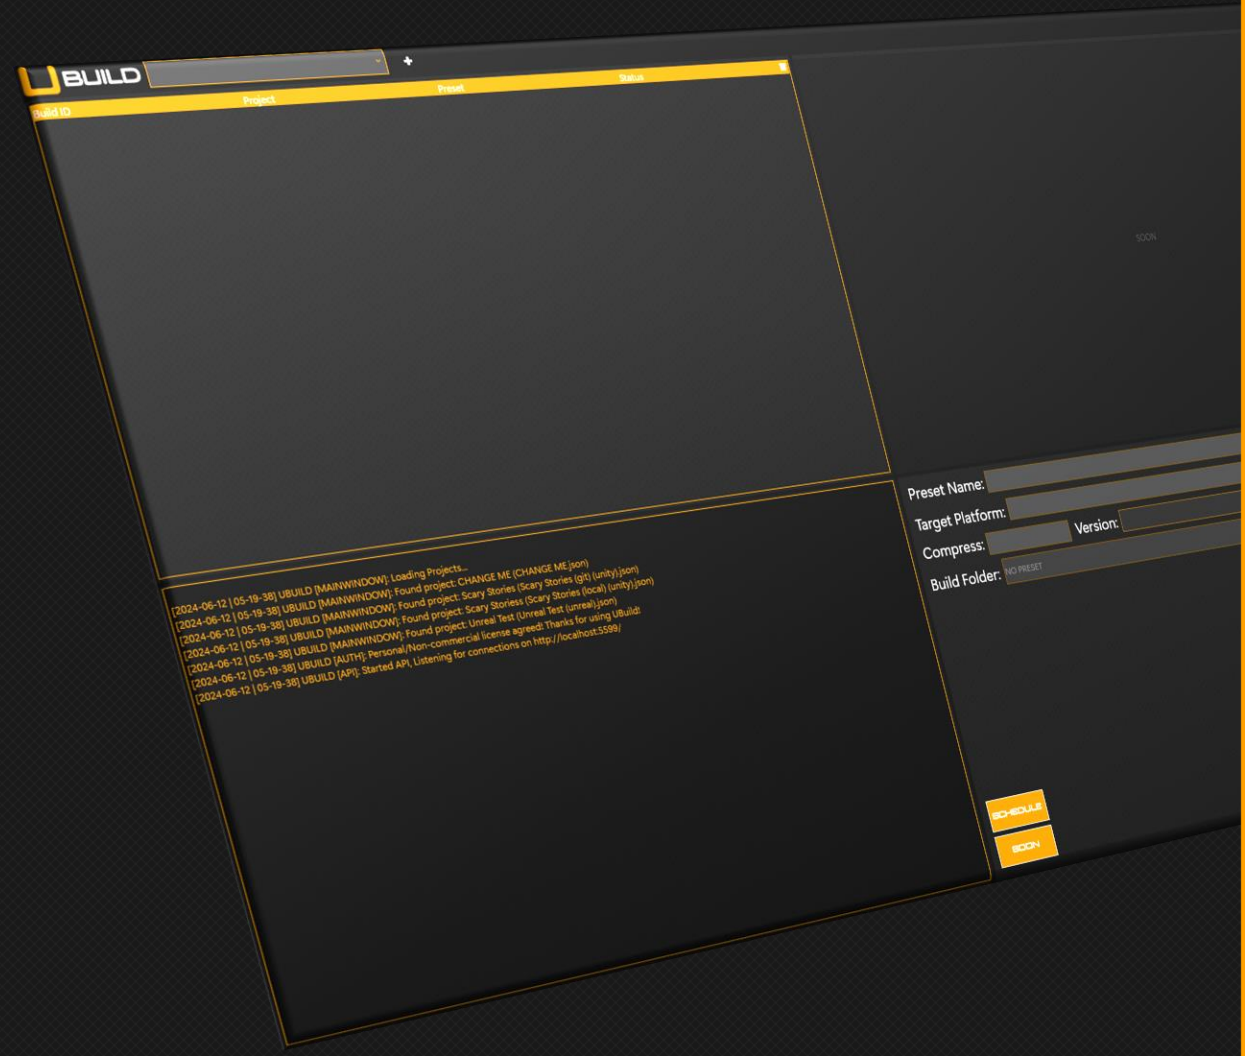 BUILD
Build ID Project Preset Status
SOON
[2024-06-12 | 05-19-38] UBUILD [MAINWINDOW]: Loading Projects...
[2024-06-12 | 05-19-38] UBUILD [MAINWINDOW]: Found project: CHANGE ME (CHANGE ME.json)
[2024-06-12 | 05-19-38] UBUILD [MAINWINDOW]: Found project: Scary Stories (Scary Stories (git) (unity).json)
[2024-06-12 | 05-19-38] UBUILD [MAINWINDOW]: Found project: Scary Storiess (Scary Stories (local) (unity).json)
[2024-06-12 | 05-19-38] UBUILD [MAINWINDOW]: Found project: Unreal Test (Unreal Test (unreal).json)
[2024-06-12 | 05-19-38] UBUILD [AUTH]: Personal/Non-commercial license agreed! Thanks for using UBuild!
[2024-06-12 | 05-19-38] UBUILD [API]: Started API, Listening for connections on http://localhost:5599/
Preset Name:
Target Platform:
Compress: Version:
Build Folder: NO PRESET
SCHEDULE
SOON